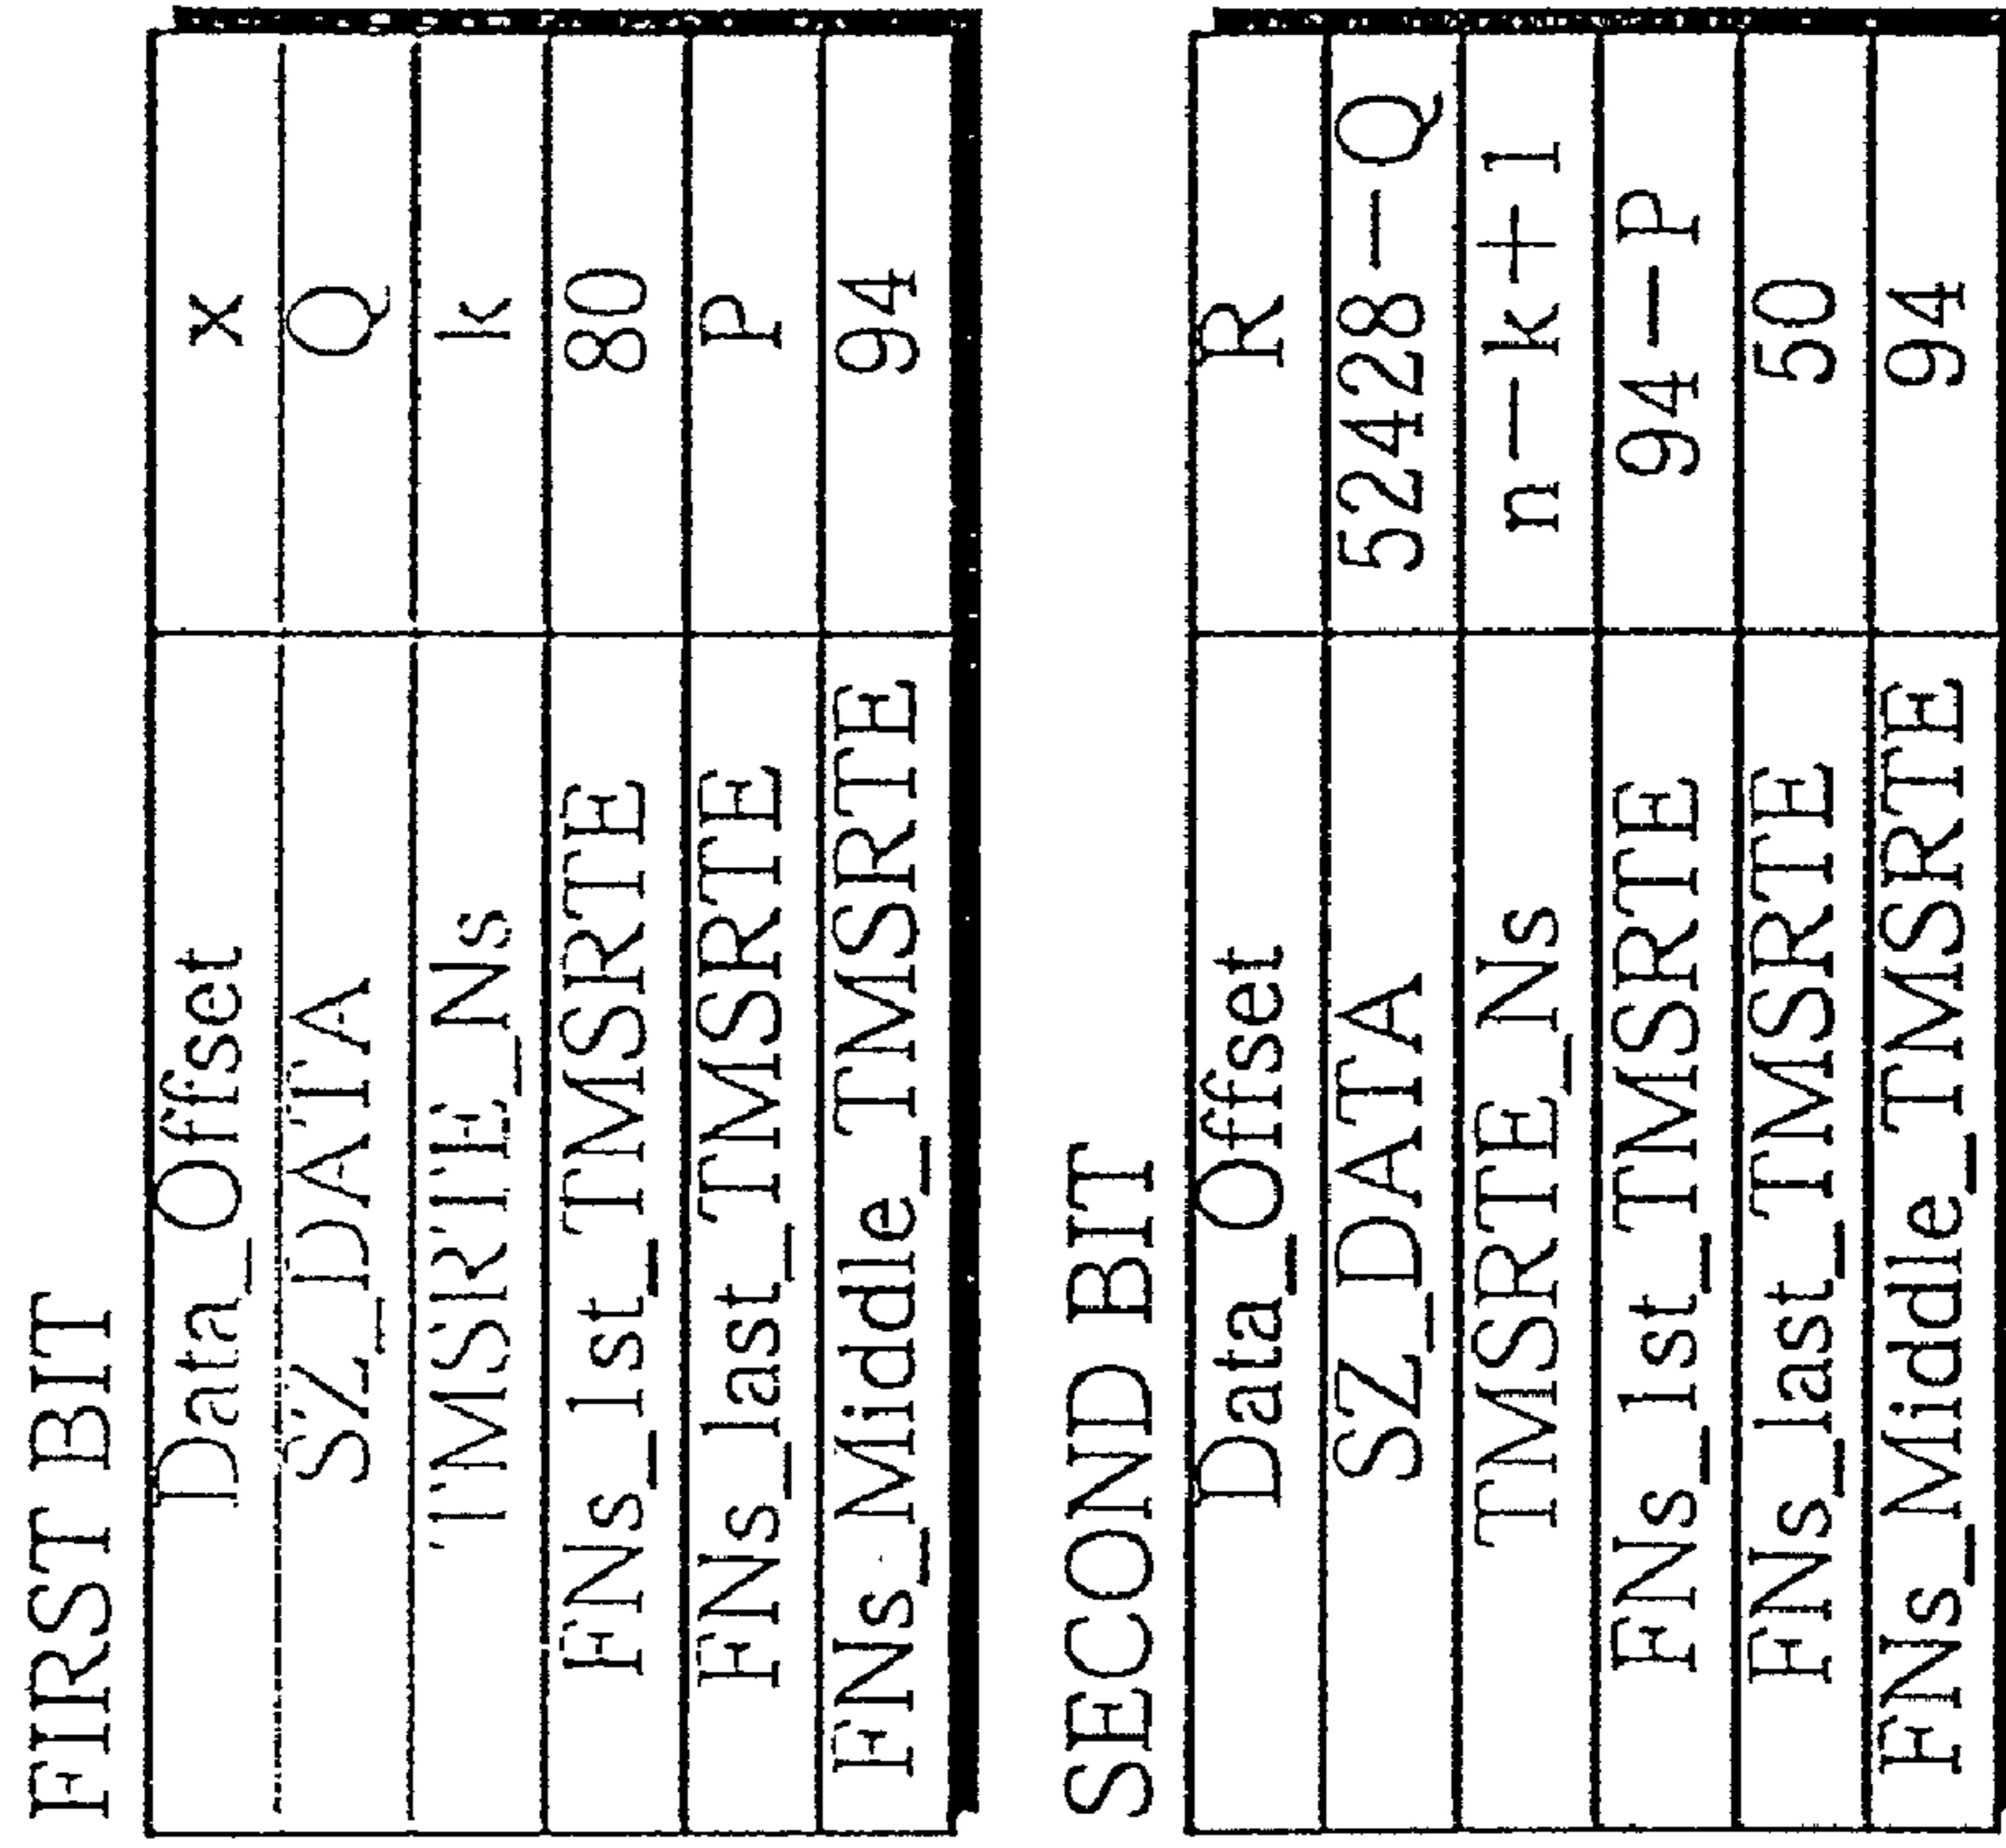 FIRST BIT
Data_Offset x
SZ_DATA Q
TMSRTE_Ns k
FNs_1st_TMSRTE 80
FNs_last_TMSRTE P
FNs_Middle_TMSRTE 94
SECOND BIT
Data_Offset R
SZ_DATA 52428-Q
TMSRTE_Ns n-k+1
FNs_1st_TMSRTE 94-P
FNs_last_TMSRTE 50
FNs_Middle_TMSRTE 94